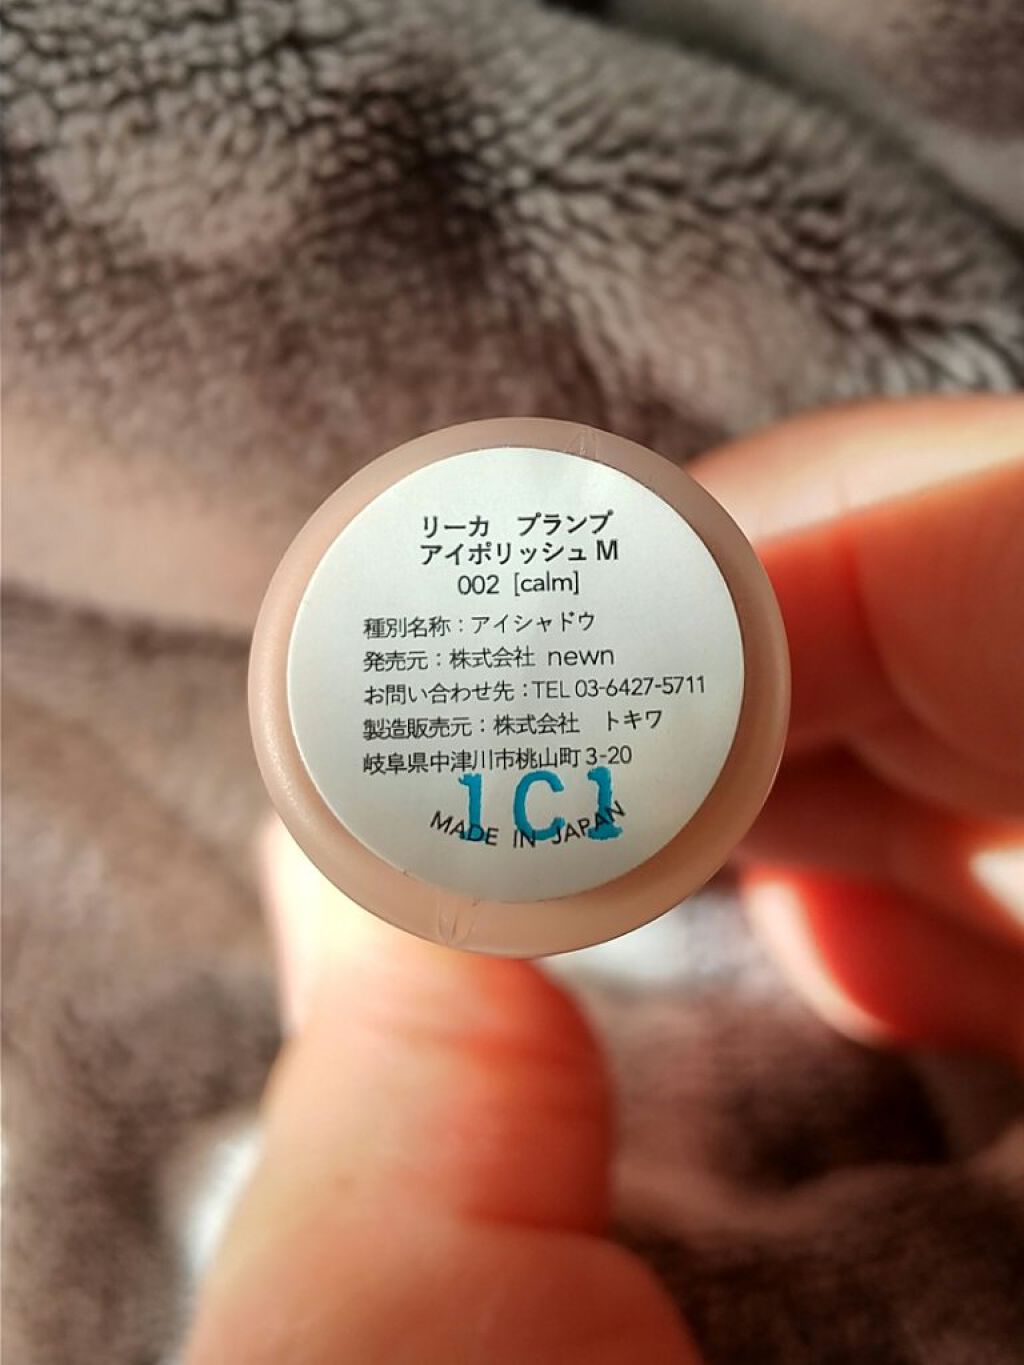 リーカ　プランプ
アイポリッシュ M
002 [calm]
種別名称：アイシャドウ
発売元：株式会社 newn
お問い合わせ先：TEL 03-6427-5711
製造販売元：株式会社　トキワ
岐阜県中津川市桃山町 3-20
1C1
MADE IN JAPAN